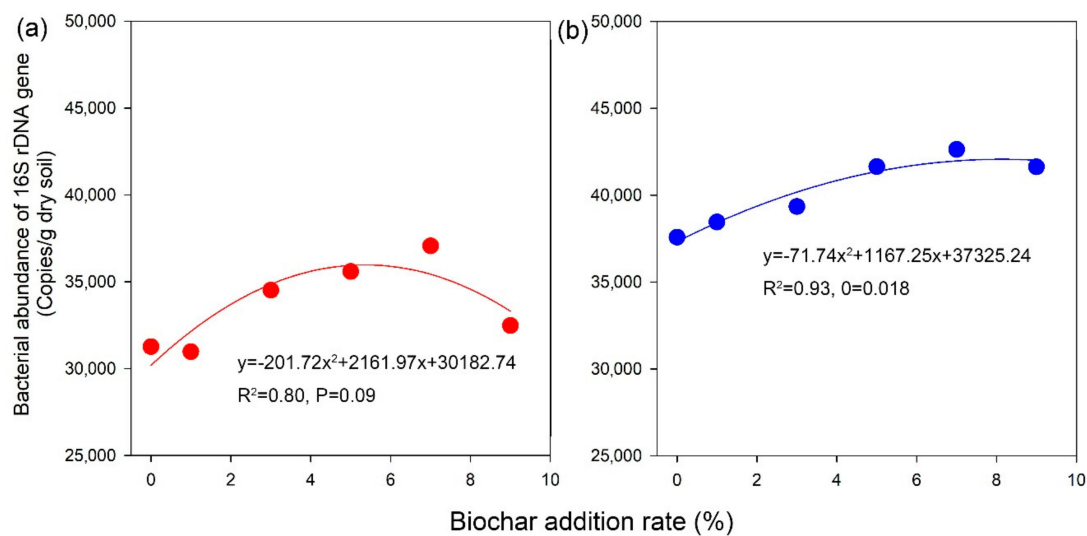 (a)
(b)
Bacterial abundance of 16S rDNA gene
(Copies/g dry soil)
50,000
45,000
40,000
35,000
30,000
25,000
0 2 4 6 8 10
y=-201.72x²+2161.97x+30182.74
R²=0.80, P=0.09
50,000
45,000
40,000
35,000
30,000
25,000
0 2 4 6 8 10
y=-71.74x²+1167.25x+37325.24
R²=0.93, 0=0.018
Biochar addition rate (%)